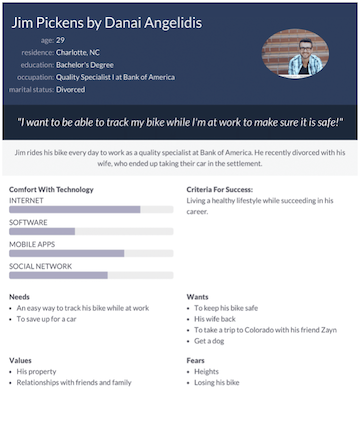 Jim Pickens by Danai Angelidis
age: 29
residence: Charlotte, NC
education: Bachelor's Degree
occupation: Quality Specialist I at Bank of America
marital status: Divorced
"I want to be able to track my bike while I'm at work to make sure it is safe!"
Jim rides his bike every day to work as a quality specialist at Bank of America. He recently divorced with his
wife, who ended up taking their car in the settlement.
Comfort With Technology
INTERNET
SOFTWARE
MOBILE APPS
SOCIAL NETWORK
Criteria For Success:
Living a healthy lifestyle while succeeding in his
career.
Needs
• An easy way to track his bike while at work
• To save up for a car
Wants
• To keep his bike safe
• His wife back
• To take a trip to Colorado with his friend Zayn
• Get a dog
Values
• His property
• Relationships with friends and family
Fears
• Heights
• Losing his bike